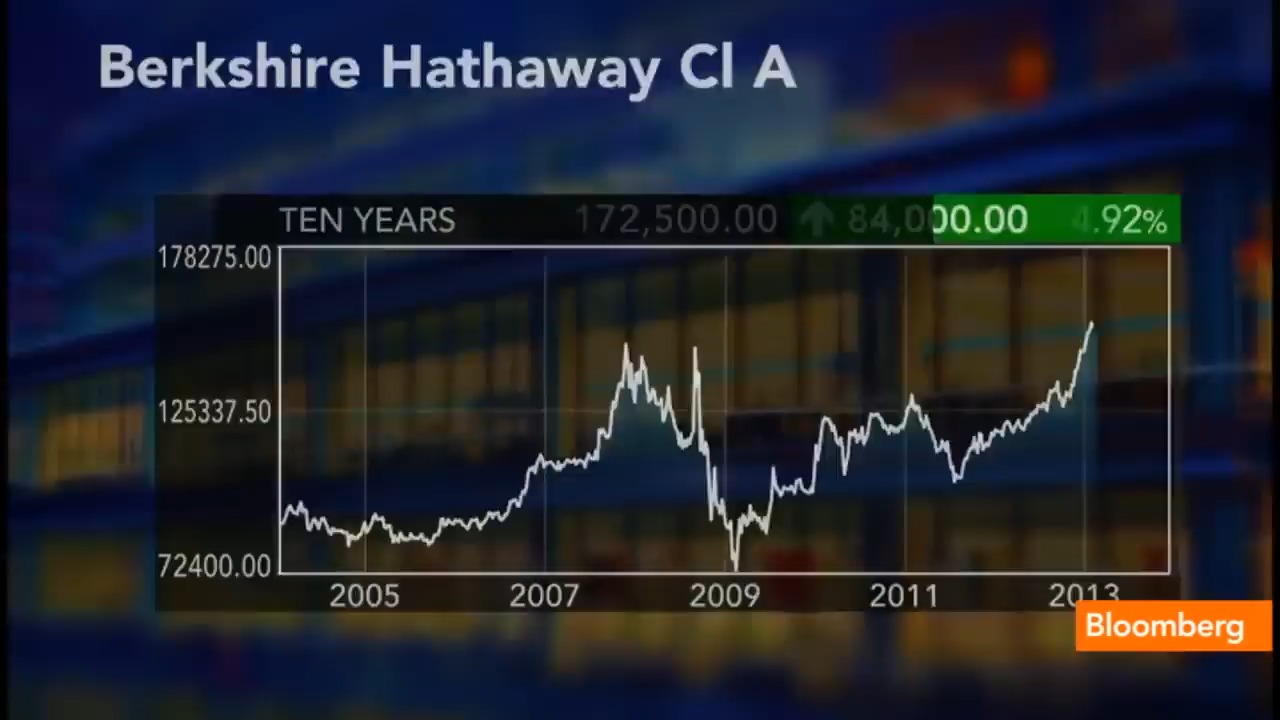 Berkshire Hathaway Cl A
TEN YEARS 172,500.00 84,000.00 4.92%
178275.00
125337.50
72400.00
2005 2007 2009 2011 2013
Bloomberg